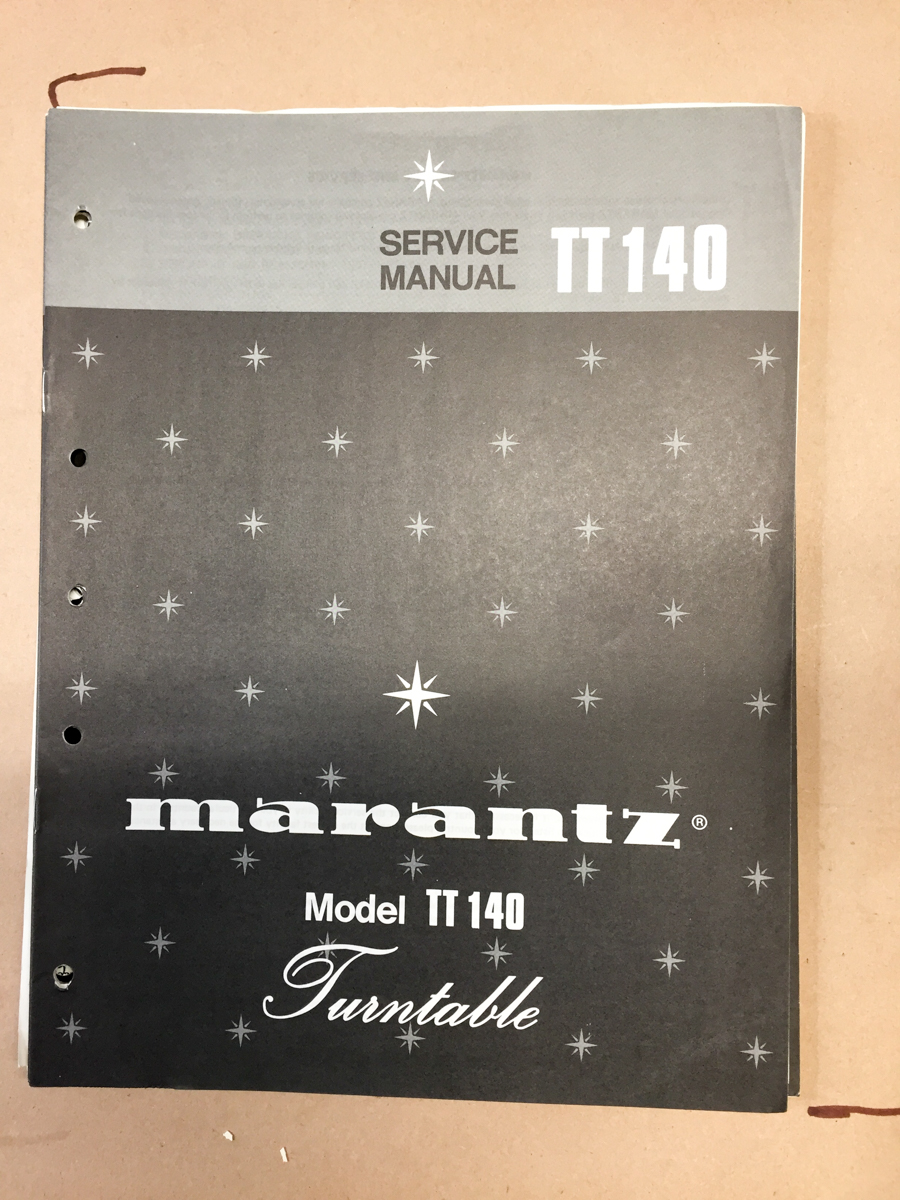 SERVICE
MANUAL
TT 140
marantz®
Model TT 140
Turntable